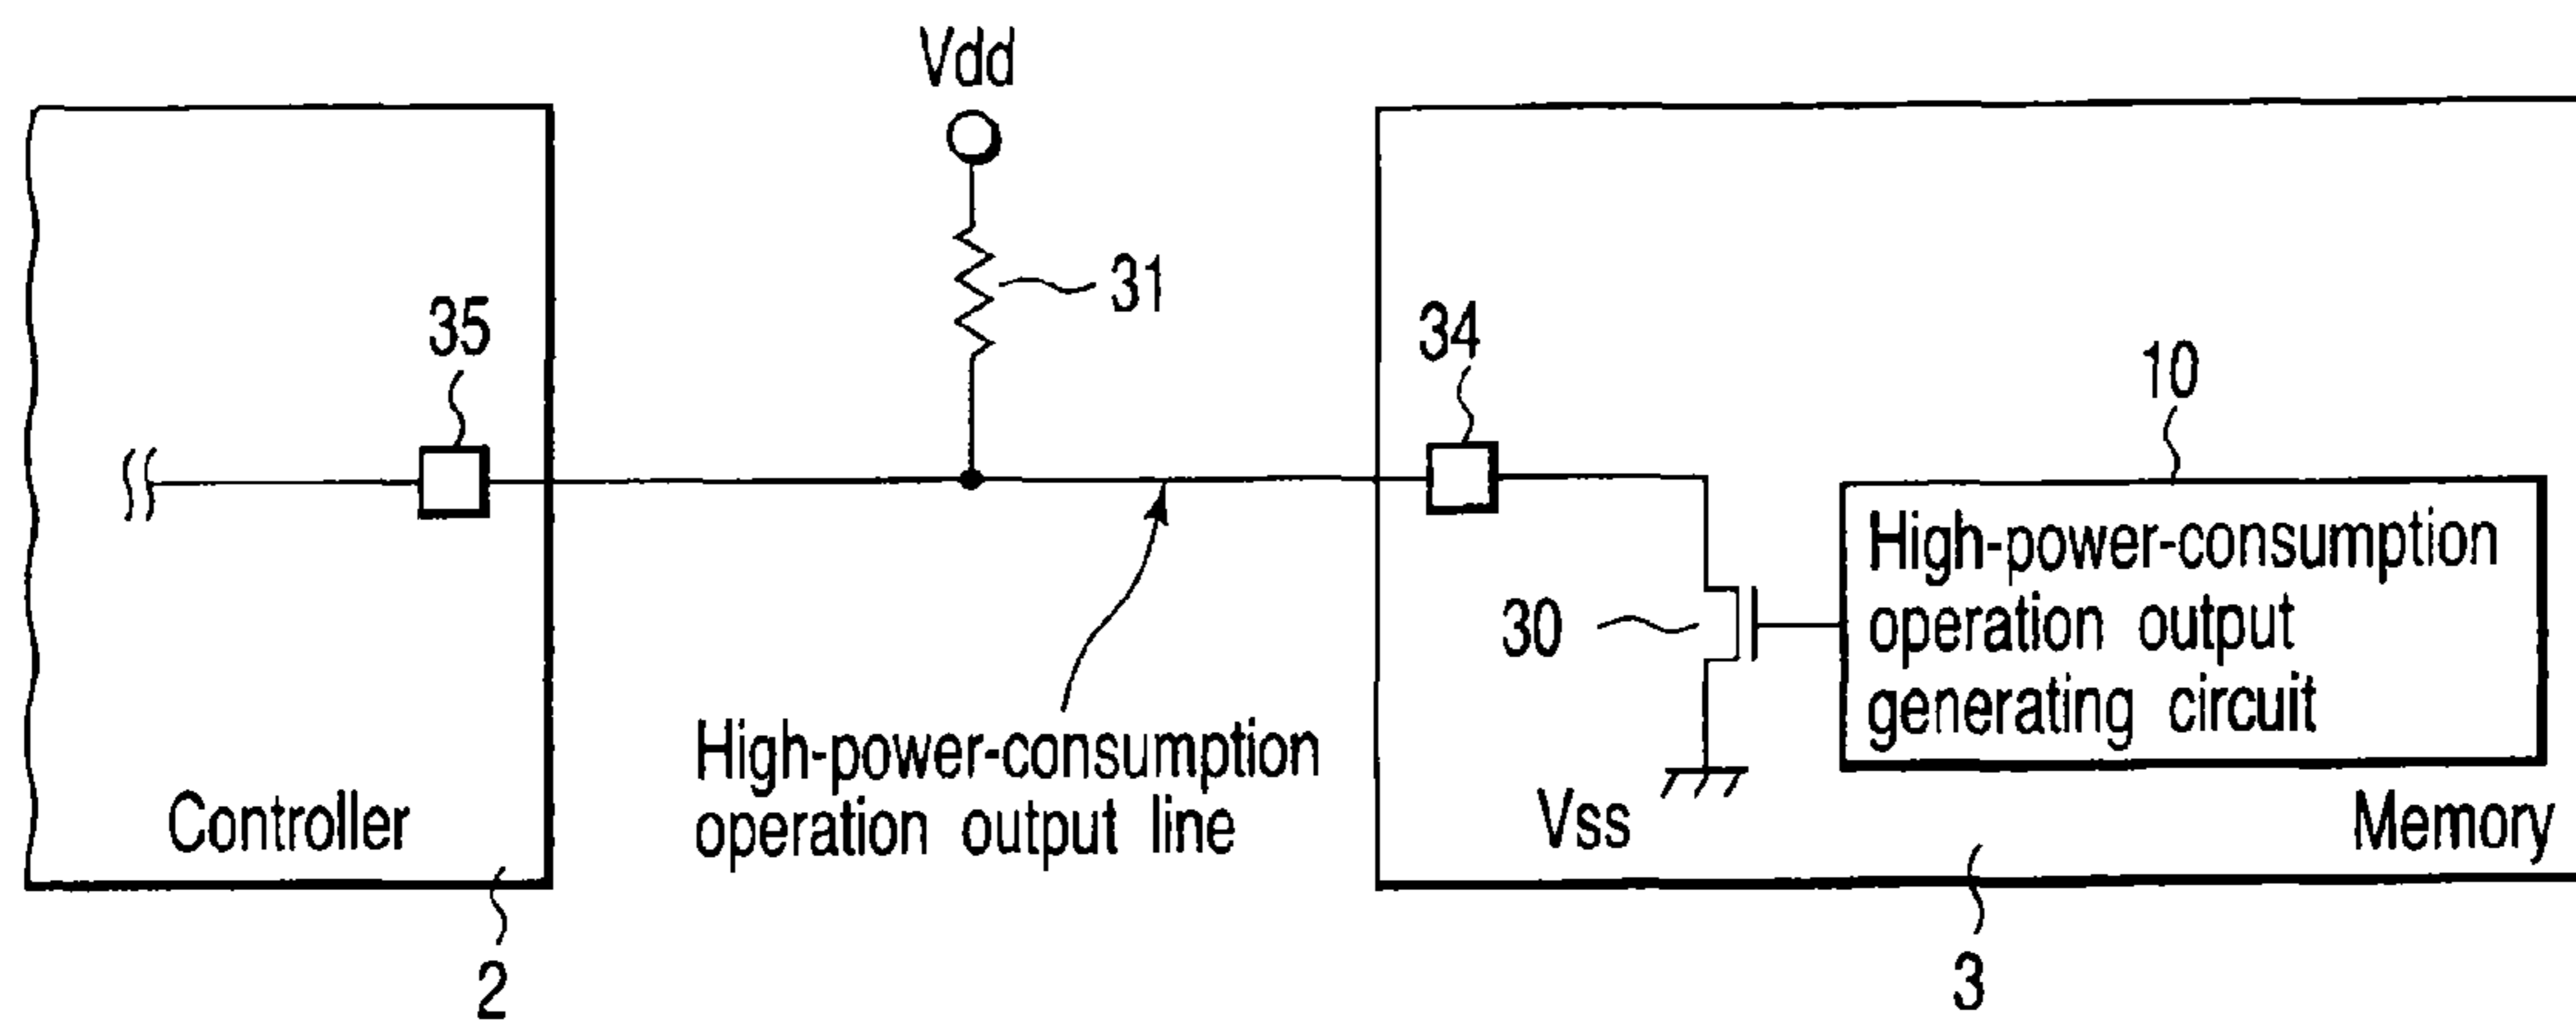 Vdd
31
35
34
10
High-power-consumption
operation output
generating circuit
30
High-power-consumption
operation output line
Controller
Vss
Memory
2
3